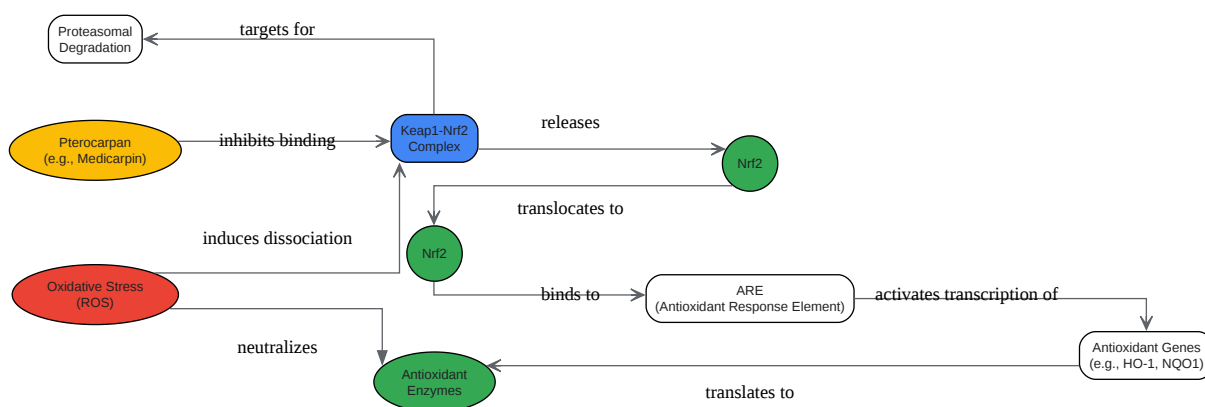 Proteasomal
Degradation
targets for
Pterocarpan
(e.g., Medicarpin)
inhibits binding
Keap1-Nrf2
Complex
releases
Nrf2
translocates to
induces dissociation
Nrf2
Oxidative Stress
(ROS)
binds to
ARE
(Antioxidant Response Element)
activates transcription of
neutralizes
Antioxidant Genes
(e.g., HO-1, NQO1)
Antioxidant
Enzymes
translates to